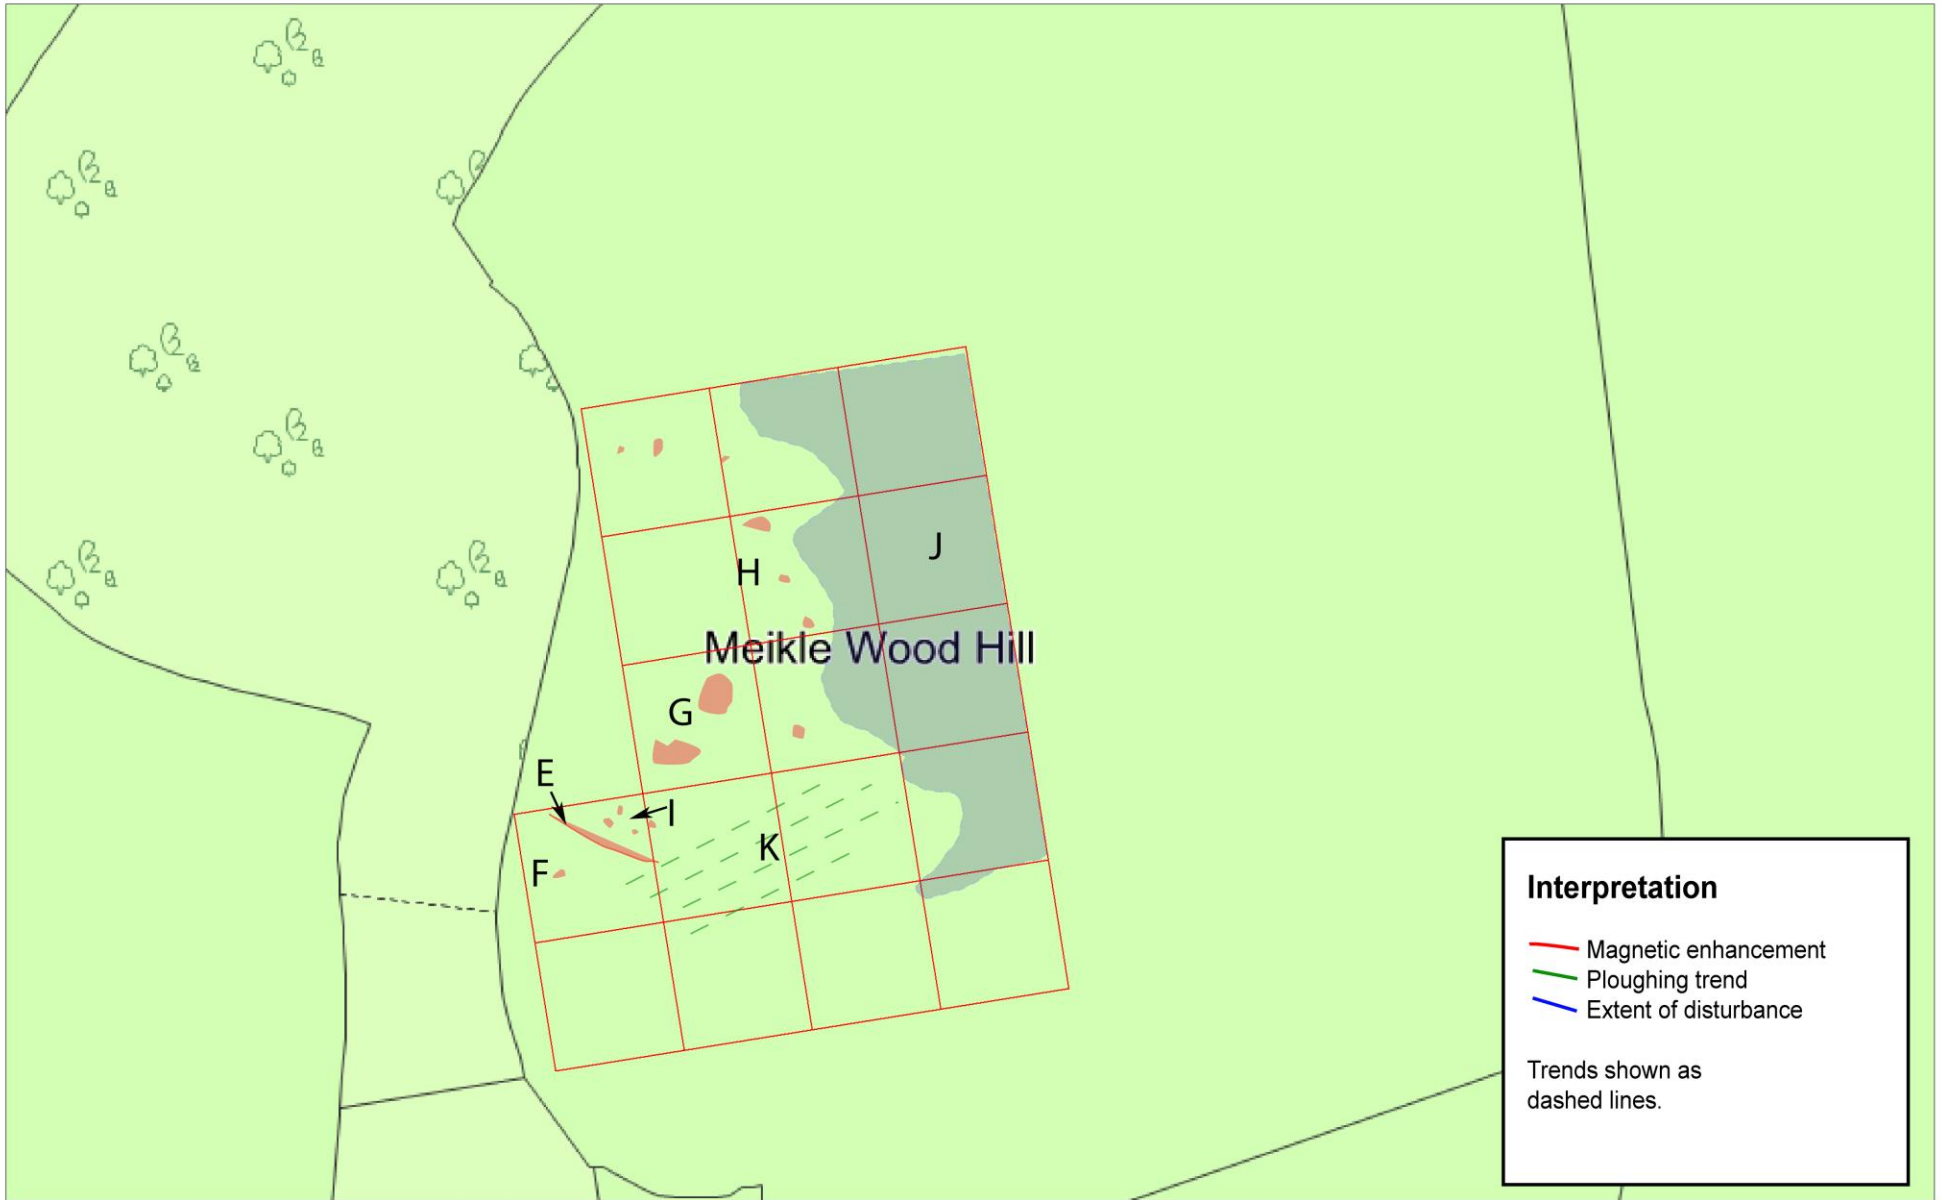 J
H
Meikle Wood Hill
G
E
I
K
F
Interpretation
Magnetic enhancement
Ploughing trend
Extent of disturbance
Trends shown as
dashed lines.